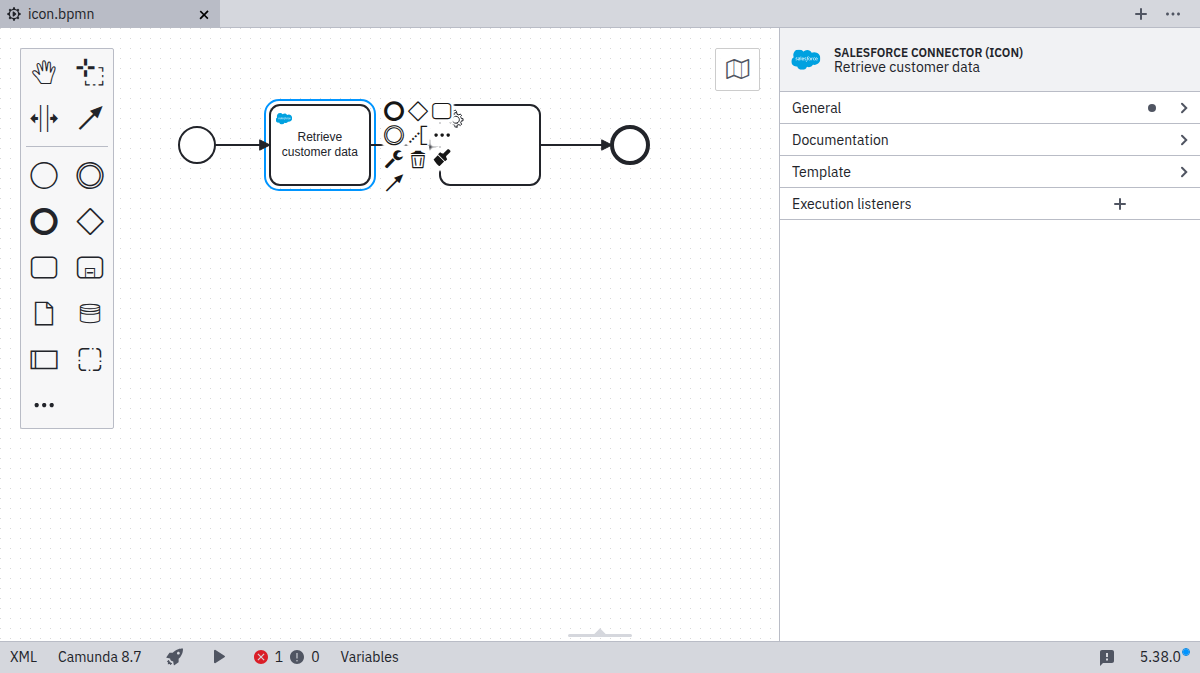 icon.bpmn
SALESFORCE CONNECTOR (ICON)
Retrieve customer data
Retrieve
customer data
General
Documentation
Template
Execution listeners
XML Camunda 8.7 1 0 Variables 5.38.0